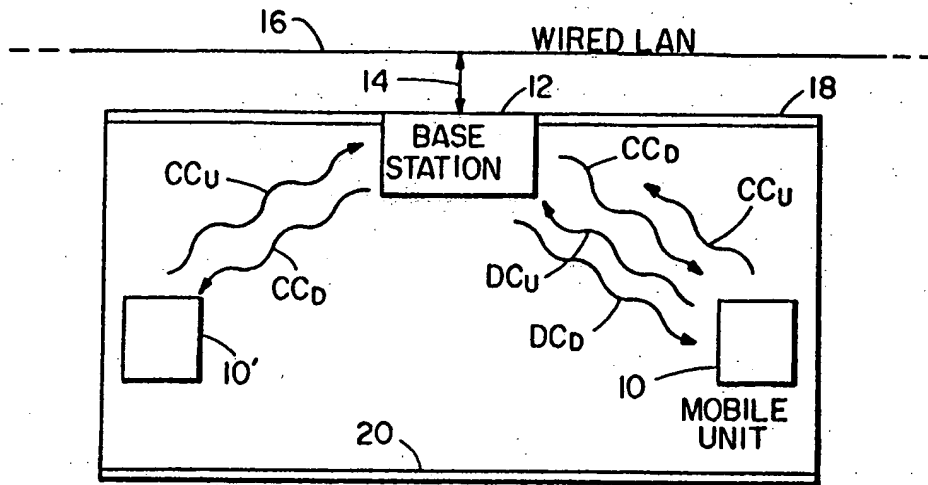 16
WIRED LAN
14
12
18
BASE
STATION
CCU
CCD
CCD
CCU
DCU
DCD
10'
10
MOBILE
UNIT
20